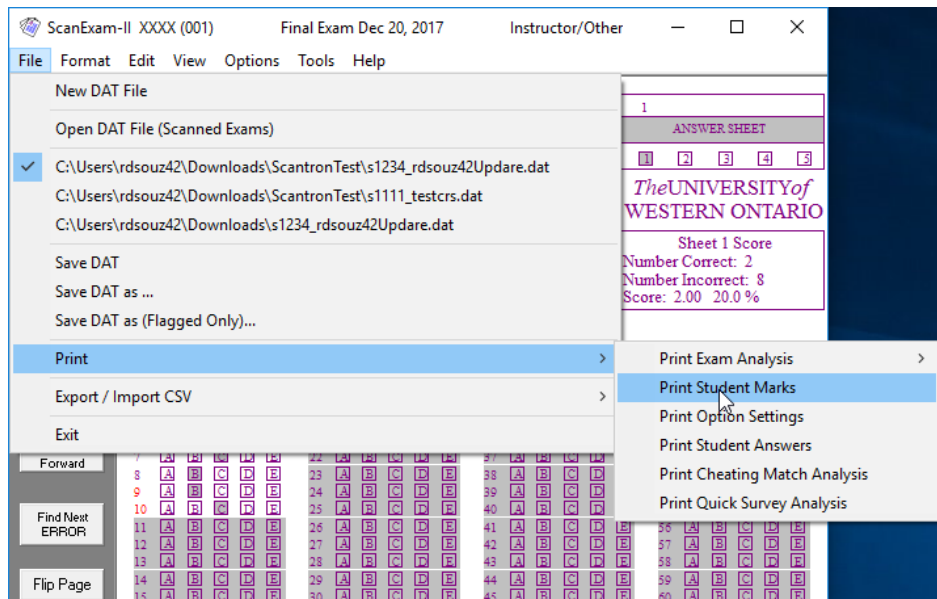 ScanExam-II XXXX (001) Final Exam Dec 20, 2017 Instructor/Other
File Format Edit View Options Tools Help
New DAT File
Open DAT File (Scanned Exams)
C:\Users\rdsouz42\Downloads\ScantronTest\s1234_rdsouz42Updare.dat
C:\Users\rdsouz42\Downloads\ScantronTest\s1111_testcrs.dat
C:\Users\rdsouz42\Downloads\s1234_rdsouz42Updare.dat
Save DAT
Save DAT as ...
Save DAT as (Flagged Only)...
Print
Export / Import CSV
Exit
1
ANSWER SHEET
1 2 3 4 5
TheUNIVERSITYof
WESTERN ONTARIO
Sheet 1 Score
Number Correct: 2
Number Incorrect: 8
Score: 2.00 20.0 %
Print Exam Analysis
Print Student Marks
Print Option Settings
Print Student Answers
Print Cheating Match Analysis
Print Quick Survey Analysis
Forward
Find Next
ERROR
Flip Page
7 A B C D E 22 A B C D E 37 A B C D
8 A B C D E 23 A B C D E 38 A B C D
9 A B C D E 24 A B C D E 39 A B C D
10 A B C D E 25 A B C D E 40 A B C D
11 A B C D E 26 A B C D E 41 A B C D E 56 A B C D E
12 A B C D E 27 A B C D E 42 A B C D E 57 A B C D E
13 A B C D E 28 A B C D E 43 A B C D E 58 A B C D E
14 A B C D E 29 A B C D E 44 A B C D E 59 A B C D E
15 A B C D E 30 A B C D E 45 A B C D E 60 A B C D E